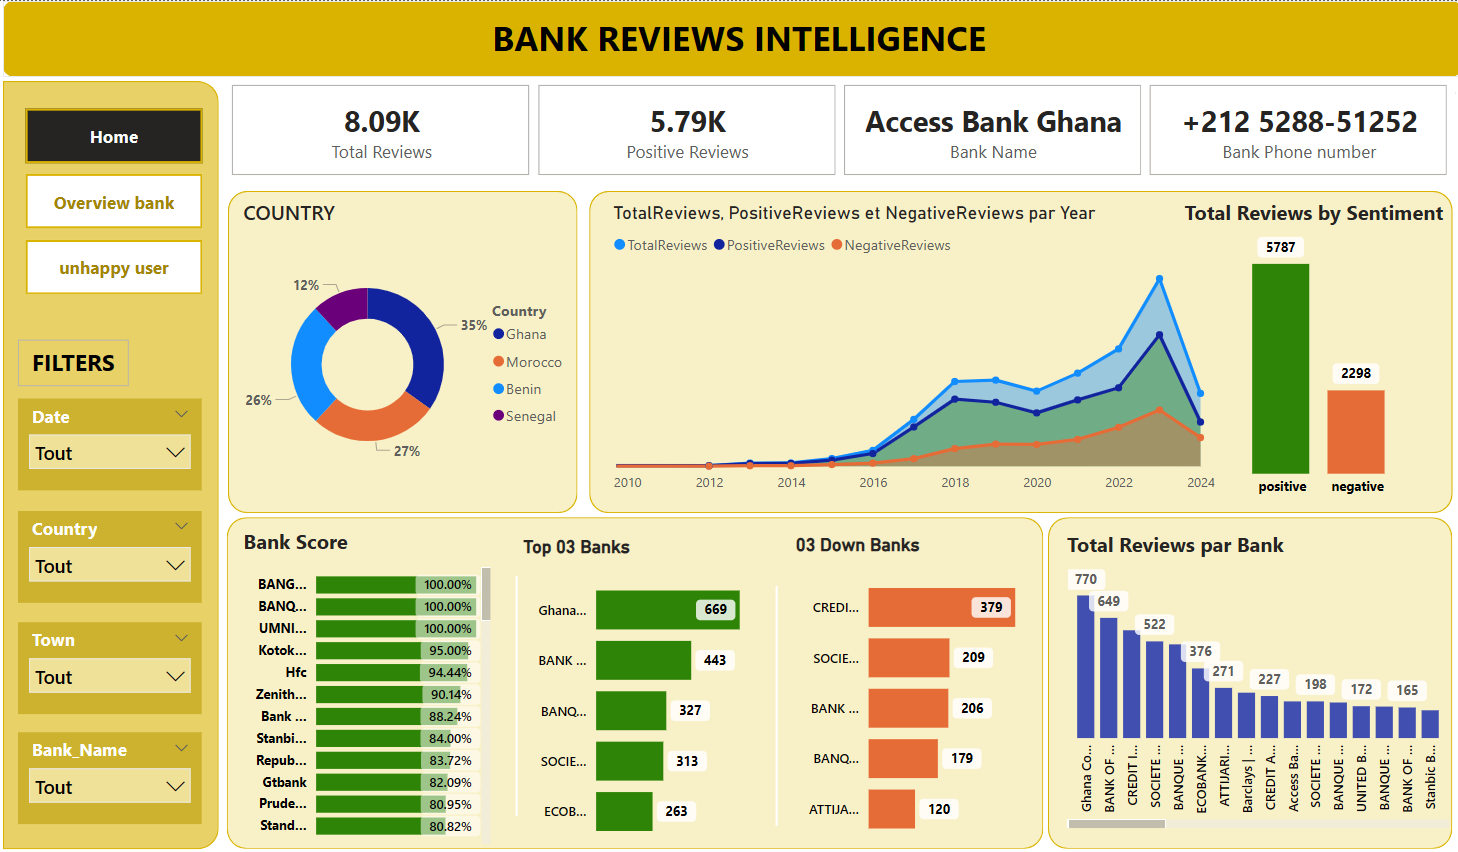 BANK REVIEWS INTELLIGENCE
Home
Overview bank
unhappy user
FILTERS
Date
Tout
Country
Tout
Town
Tout
Bank_Name
Tout
8.09K
Total Reviews
5.79K
Positive Reviews
Access Bank Ghana
Bank Name
+212 5288-51252
Bank Phone number
COUNTRY
12%
35%
26%
27%
Country
Ghana
Morocco
Benin
Senegal
TotalReviews, PositiveReviews et NegativeReviews par Year
TotalReviews PositiveReviews NegativeReviews
2010 2012 2014 2016 2018 2020 2022 2024
Total Reviews by Sentiment
5787
2298
positive negative
Bank Score
BANG... 100.00%
BANQ... 100.00%
UMNI... 100.00%
Kotok... 95.00%
Hfc 94.44%
Zenith... 90.14%
Bank ... 88.24%
Stanbi... 84.00%
Repub... 83.72%
Gtbank 82.09%
Prude... 80.95%
Stand... 80.82%
Top 03 Banks
Ghana... 669
BANK ... 443
BANQ... 327
SOCIE... 313
ECOB... 263
03 Down Banks
CREDI... 379
SOCIE... 209
BANK ... 206
BANQ... 179
ATTIJA... 120
Total Reviews par Bank
770
649
522
376
271
227
198
172
165
Ghana Co...
BANK OF ...
CREDIT I...
SOCIETE ...
BANQUE ...
ECOBANK...
ATTIJARI...
Barclays | ...
CREDIT A...
Access Ba...
SOCIETE ...
BANQUE ...
UNITED B...
BANQUE ...
BANK OF ...
Stanbic B...